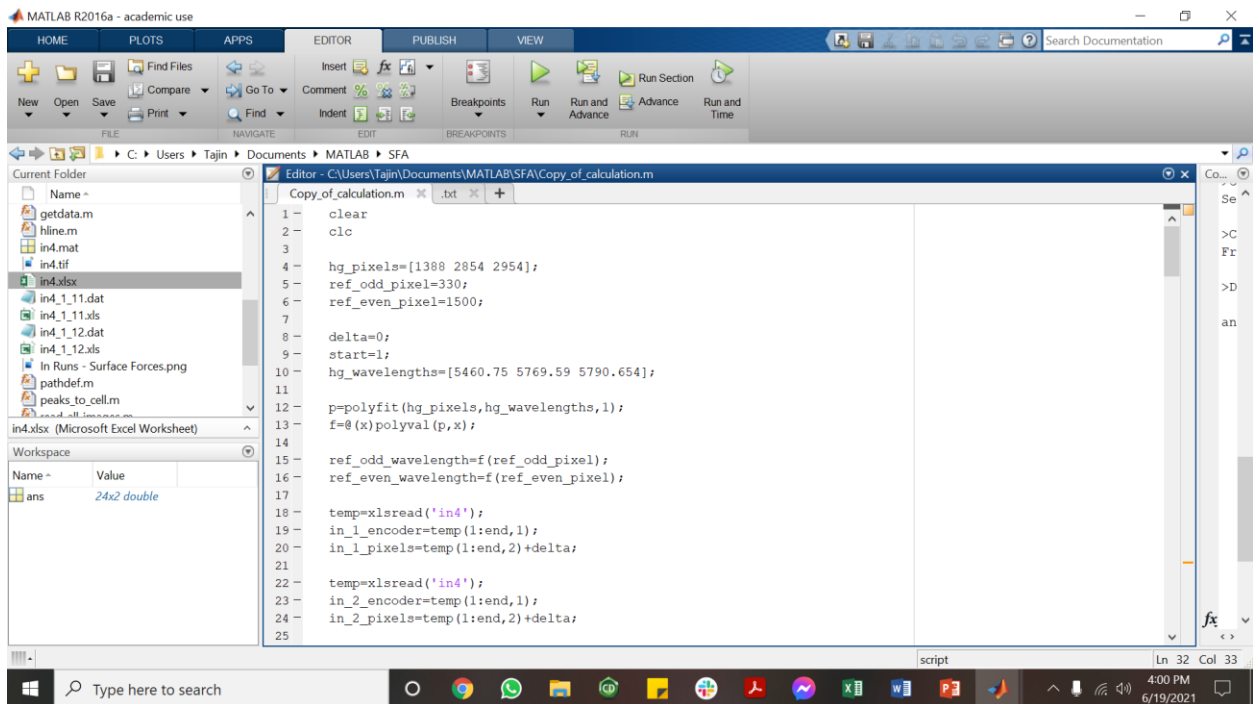 MATLAB R2016a - academic use
HOME PLOTS APPS EDITOR PUBLISH VIEW Search Documentation
Find Files Insert fx
New Open Save Compare Go To Comment Breakpoints Run Run and Advance Run Section Advance Run and Time
Print Find Indent
FILE NAVIGATE EDIT BREAKPOINTS RUN
C: Users Tajin Documents MATLAB SFA
Current Folder
Name
getdata.m
hline.m
in4.mat
in4.tif
in4.xlsx
in4_1_11.dat
in4_1_11.xls
in4_1_12.dat
in4_1_12.xls
In Runs - Surface Forces.png
pathdef.m
peaks_to_cell.m
read_all_images.m
in4.xlsx (Microsoft Excel Worksheet)
Workspace
Name Value
ans 24x2 double
Editor - C:\Users\Tajin\Documents\MATLAB\SFA\Copy_of_calculation.m
Copy_of_calculation.m .txt
1 clear
2 clc
3
4 hg_pixels=[1388 2854 2954];
5 ref_odd_pixel=330;
6 ref_even_pixel=1500;
7
8 delta=0;
9 start=1;
10 hg_wavelengths=[5460.75 5769.59 5790.654];
11
12 p=polyfit(hg_pixels,hg_wavelengths,1);
13 f=@(x)polyval(p,x);
14
15 ref_odd_wavelength=f(ref_odd_pixel);
16 ref_even_wavelength=f(ref_even_pixel);
17
18 temp=xlsread('in4');
19 in_1_encoder=temp(1:end,1);
20 in_1_pixels=temp(1:end,2)+delta;
21
22 temp=xlsread('in4');
23 in_2_encoder=temp(1:end,1);
24 in_2_pixels=temp(1:end,2)+delta;
25
Co...
Se
>C
Fr
>D
an
fx
script Ln 32 Col 33
Type here to search
4:00 PM
6/19/2021